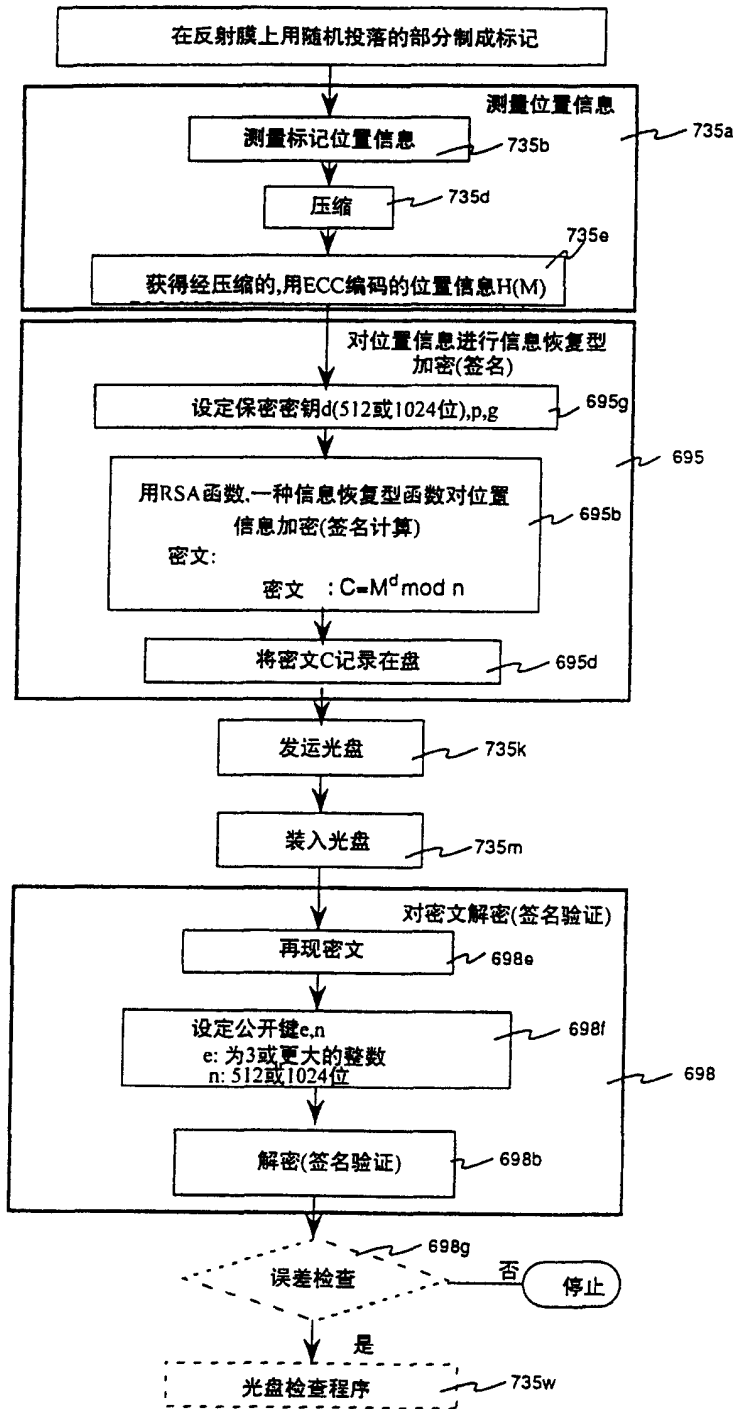 在反射膜上用随机投落的部分制成标记
测量位置信息
735a
测量标记位置信息
735b
压缩
735d
735e
获得经压缩的,用ECC编码的位置信息H(M)
对位置信息进行信息恢复型
加密(签名)
设定保密密钥d(512或1024位),p,g
695g
695
用RSA函数,一种信息恢复型函数对位置
信息加密(签名计算)
695b
密文:
密文 : C=M^d mod n
将密文C记录在盘
695d
发运光盘
735k
装入光盘
735m
对密文解密(签名验证)
再现密文
698e
设定公开键e,n
698f
e: 为3或更大的整数
n: 512或1024位
698
解密(签名验证)
698b
698g
误差检查
否
停止
是
光盘检查程序
735w